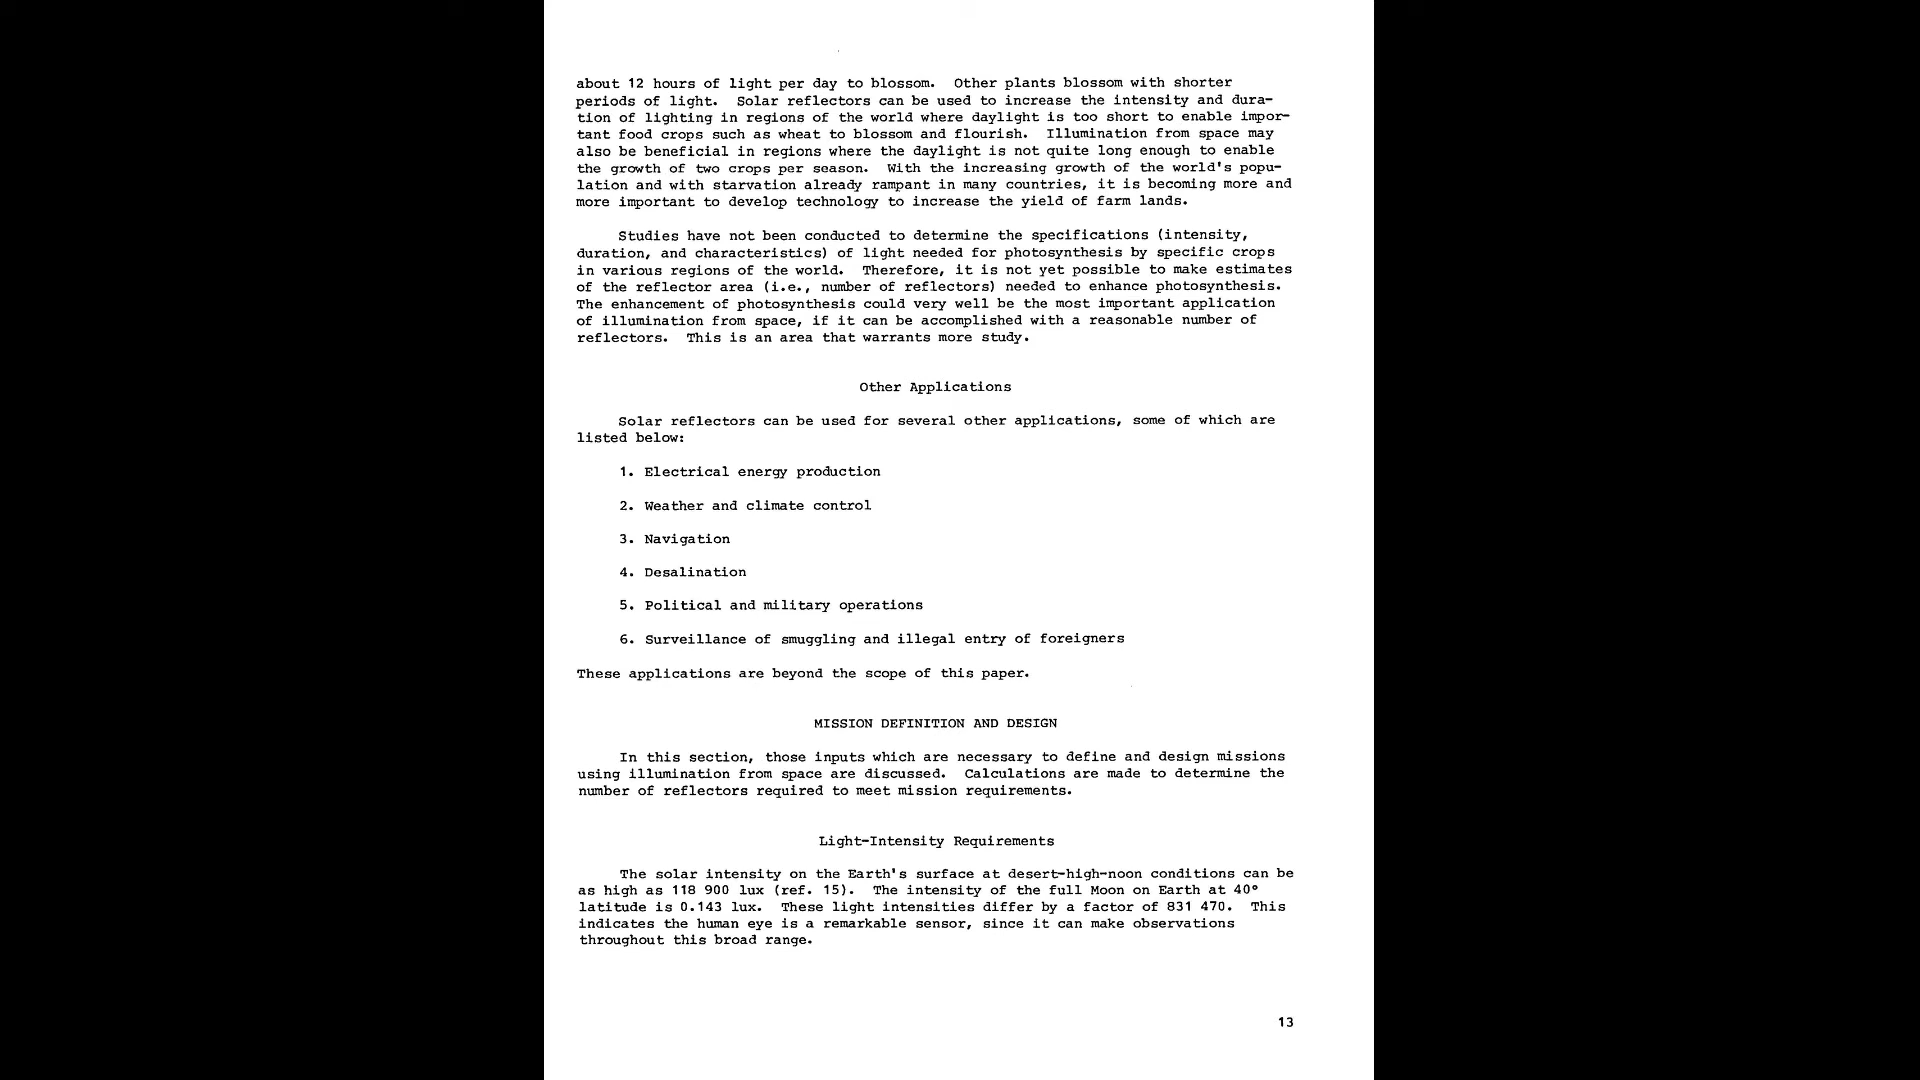 about 12 hours of light per day to blossom. Other plants blossom with shorter
periods of light. Solar reflectors can be used to increase the intensity and dura-
tion of lighting in regions of the world where daylight is too short to enable impor-
tant food crops such as wheat to blossom and flourish. Illumination from space may
also be beneficial in regions where the daylight is not quite long enough to enable
the growth of two crops per season. With the increasing growth of the world's popu-
lation and with starvation already rampant in many countries, it is becoming more and
more important to develop technology to increase the yield of farm lands.
Studies have not been conducted to determine the specifications (intensity,
duration, and characteristics) of light needed for photosynthesis by specific crops
in various regions of the world. Therefore, it is not yet possible to make estimates
of the reflector area (i.e., number of reflectors) needed to enhance photosynthesis.
The enhancement of photosynthesis could very well be the most important application
of illumination from space, if it can be accomplished with a reasonable number of
reflectors. This is an area that warrants more study.
Other Applications
Solar reflectors can be used for several other applications, some of which are
listed below:
1. Electrical energy production
2. Weather and climate control
3. Navigation
4. Desalination
5. Political and military operations
6. Surveillance of smuggling and illegal entry of foreigners
These applications are beyond the scope of this paper.
MISSION DEFINITION AND DESIGN
In this section, those inputs which are necessary to define and design missions
using illumination from space are discussed. Calculations are made to determine the
number of reflectors required to meet mission requirements.
Light-Intensity Requirements
The solar intensity on the Earth's surface at desert-high-noon conditions can be
as high as 118 900 lux (ref. 15). The intensity of the full Moon on Earth at 40°
latitude is 0.143 lux. These light intensities differ by a factor of 831 470. This
indicates the human eye is a remarkable sensor, since it can make observations
throughout this broad range.
13